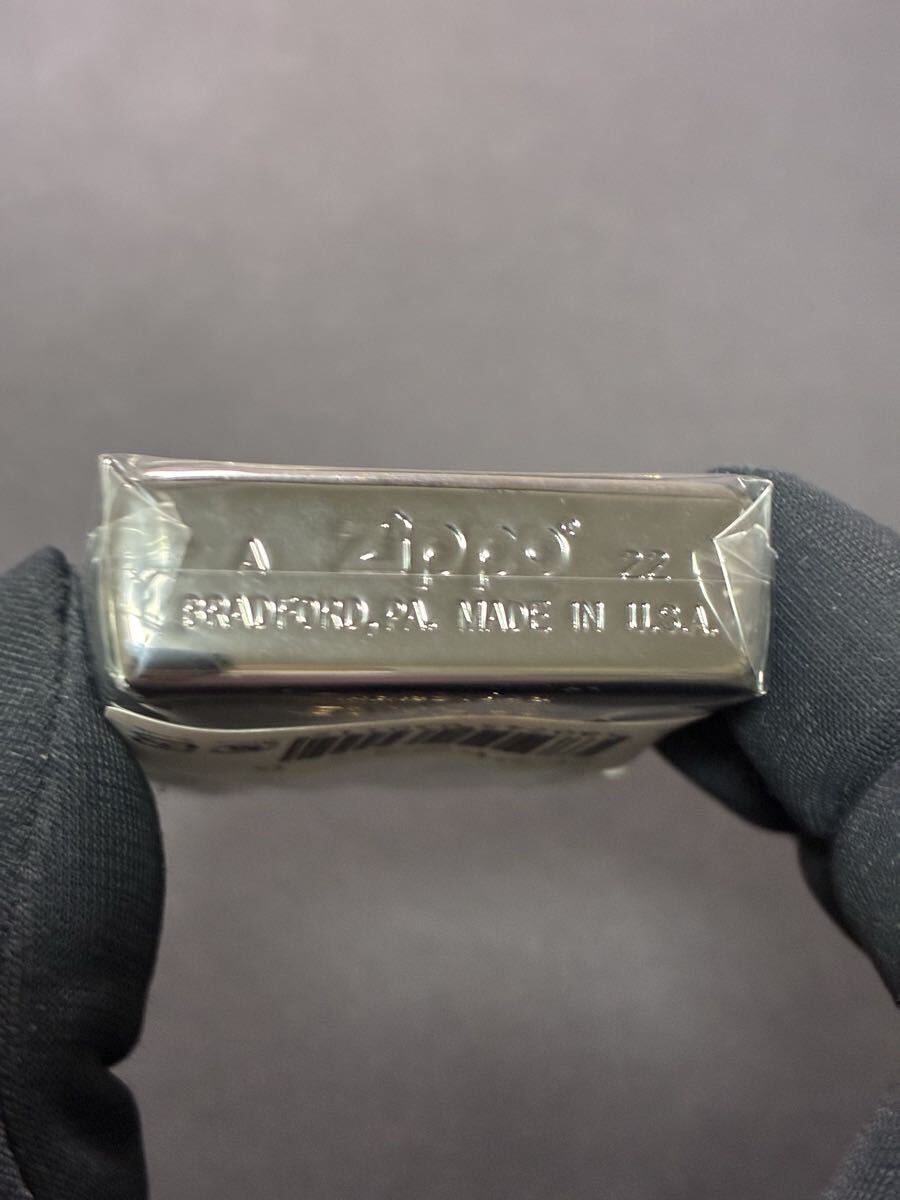 A zippo® 22
BRADFORD, PA. MADE IN U.S.A.